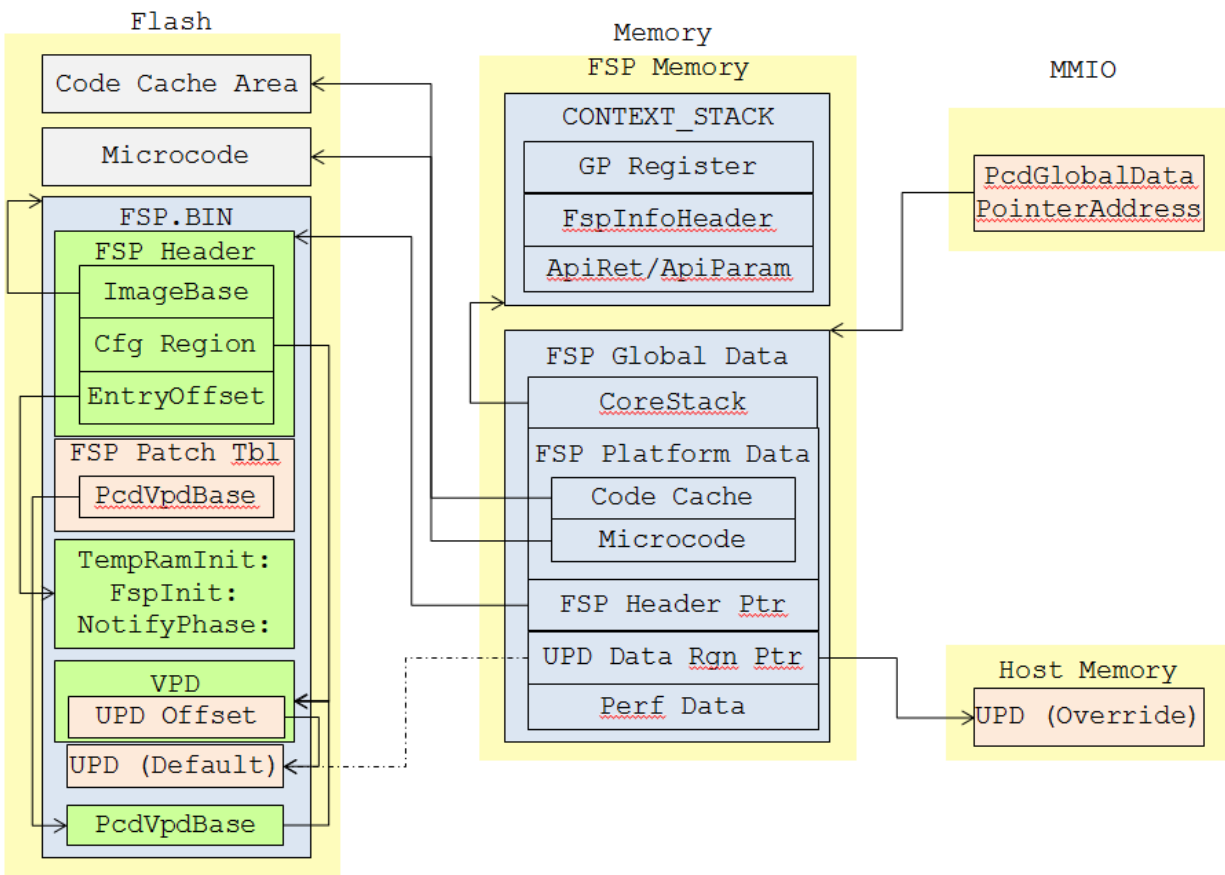 Flash
Code Cache Area
Microcode
FSP.BIN
FSP Header
ImageBase
Cfg Region
EntryOffset
FSP Patch Tbl
PcdVpdBase
TempRamInit:
FspInit:
NotifyPhase:
VPD
UPD Offset
UPD (Default)
PcdVpdBase
Memory
FSP Memory
CONTEXT_STACK
GP Register
FspInfoHeader
ApiRet/ApiParam
FSP Global Data
CoreStack
FSP Platform Data
Code Cache
Microcode
FSP Header Ptr
UPD Data Rgn Ptr
Perf Data
MMIO
PcdGlobalData
PointerAddress
Host Memory
UPD (Override)